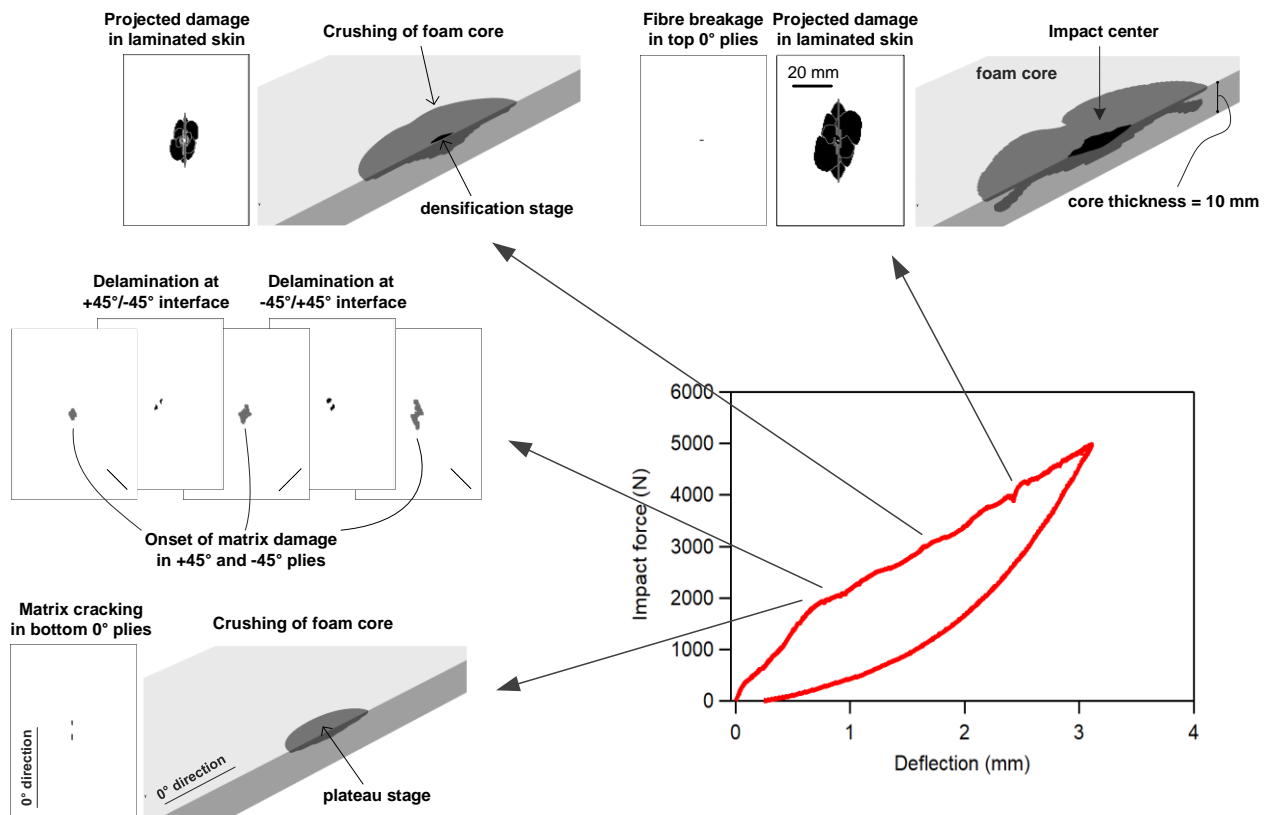 Projected damage
in laminated skin
Crushing of foam core
densification stage
Fibre breakage
in top 0° plies
Projected damage
in laminated skin
20 mm
Impact center
foam core
core thickness = 10 mm
Delamination at
+45°/-45° interface
Delamination at
-45°/+45° interface
Onset of matrix damage
in +45° and -45° plies
Matrix cracking
in bottom 0° plies
0° direction
Crushing of foam core
0° direction
plateau stage
Impact force (N)
6000
5000
4000
3000
2000
1000
0
0 1 2 3 4
Deflection (mm)